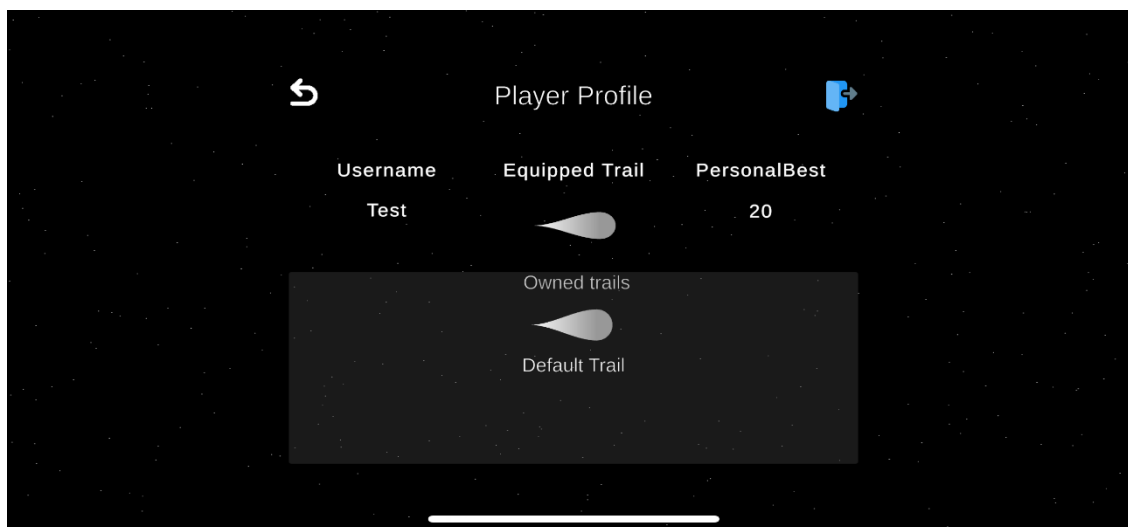 Player Profile
Username Equipped Trail PersonalBest
Test 20
Owned trails
Default Trail